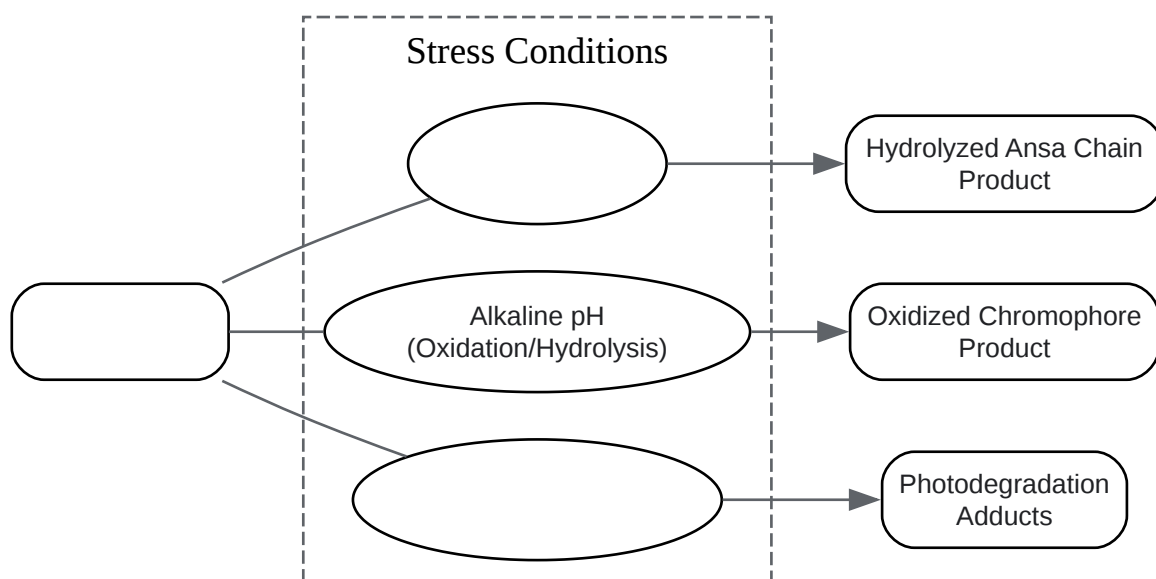 Stress Conditions
Hydrolyzed Ansa Chain
Product
Alkaline pH
(Oxidation/Hydrolysis)
Oxidized Chromophore
Product
Photodegradation
Adducts